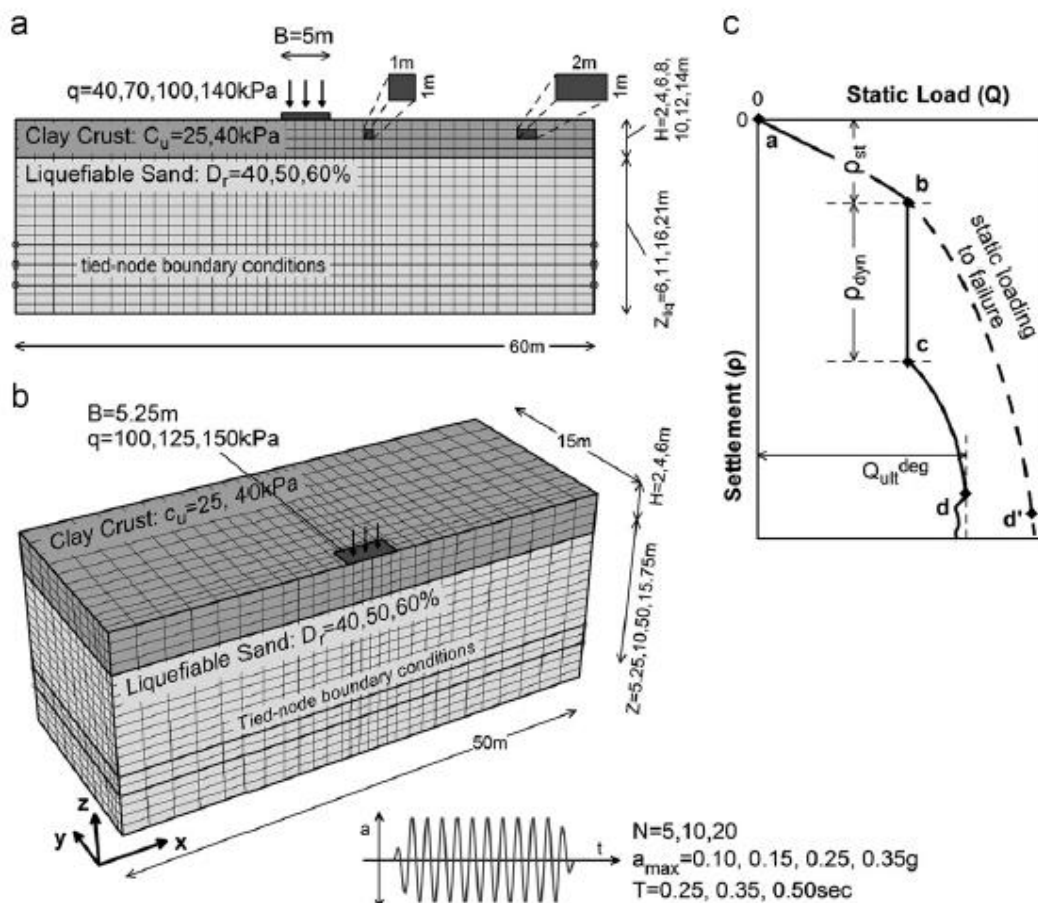 a
B=5m
q=40,70,100,140kPa
1m
1m
2m
1m
H=2,4,6,8,
10,12,14m
Clay Crust: Cu=25,40kPa
Liquefiable Sand: Dr=40,50,60%
tied-node boundary conditions
Zliq=6,11,16,21m
60m
b
B=5.25m
q=100,125,150kPa
15m
H=2,4,6m
Clay Crust: cu=25, 40kPa
Liquefiable Sand: Dr=40,50,60%
Tied-node boundary conditions
Z=5.25,10,50,15.75m
50m
z
y
x
a
t
N=5,10,20
amax=0.10, 0.15, 0.25, 0.35g
T=0.25, 0.35, 0.50sec
c
0
Static Load (Q)
0
a
ρst
b
static loading
to failure
ρdyn
c
Settlement (ρ)
Qult deg
d
d'